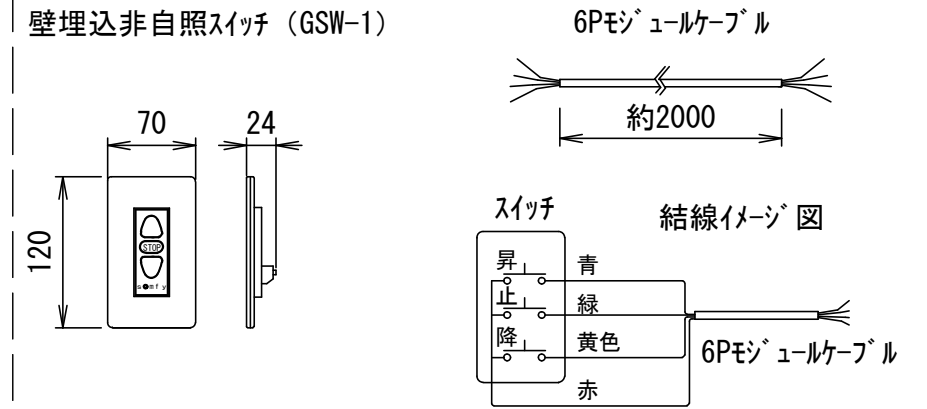 壁埋込非自照ｽｲｯﾁ（GSW-1）
70
24
120
STOP
somfy
6Pﾓｼﾞｭｰﾙｹｰﾌﾞﾙ
約2000
スイッチ
結線ｲﾒｰｼﾞ図
昇
青
止
緑
降
黄色
赤
6Pﾓｼﾞｭｰﾙｹｰﾌﾞﾙ